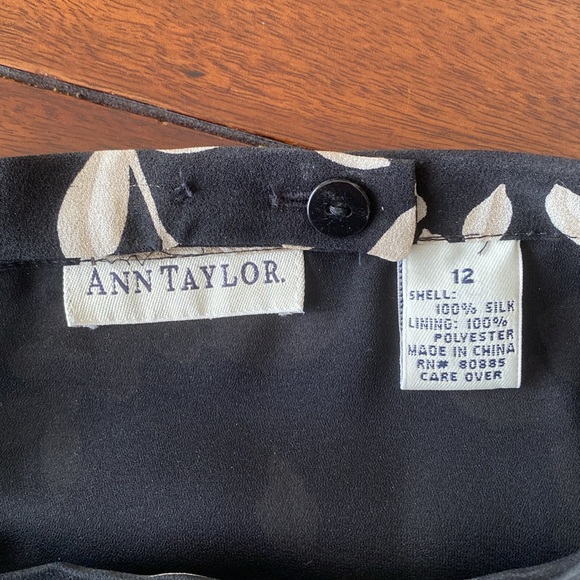 ANN TAYLOR.
12
SHELL:
100% SILK
LINING: 100%
POLYESTER
MADE IN CHINA
RN# 80885
CARE OVER